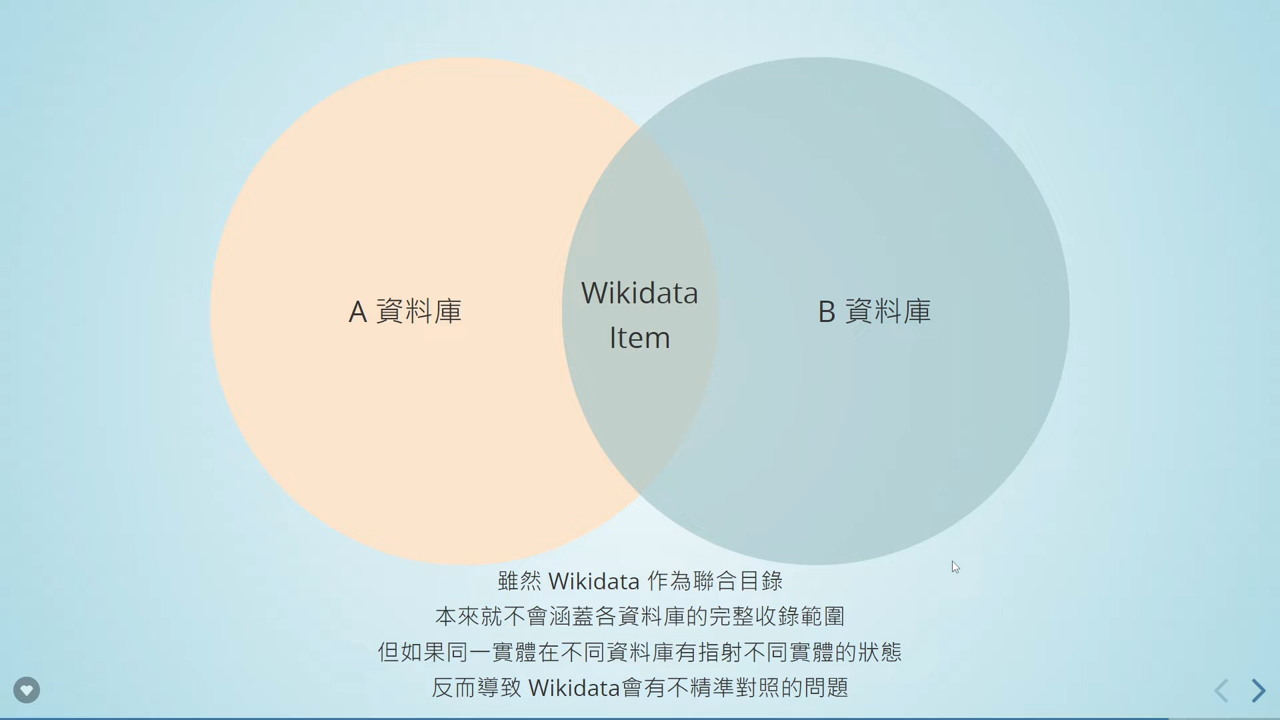 A 資料庫
Wikidata
Item
B 資料庫
雖然 Wikidata 作為聯合目錄
本來就不會涵蓋各資料庫的完整收錄範圍
但如果同一實體在不同資料庫有指射不同實體的狀態
反而導致 Wikidata會有不精準對照的問題